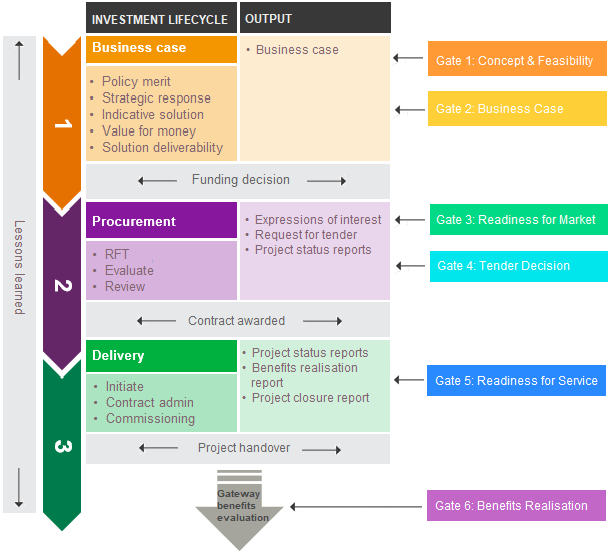 INVESTMENT LIFECYCLE
OUTPUT
Lessons learned
1
Business case
• Policy merit
• Strategic response
• Indicative solution
• Value for money
• Solution deliverability
• Business case
Gate 1: Concept & Feasibility
Gate 2: Business Case
Funding decision
2
Procurement
• RFT
• Evaluate
• Review
• Expressions of interest
• Request for tender
• Project status reports
Gate 3: Readiness for Market
Gate 4: Tender Decision
Contract awarded
3
Delivery
• Initiate
• Contract admin
• Commissioning
• Project status reports
• Benefits realisation
report
• Project closure report
Gate 5: Readiness for Service
Project handover
Gateway
benefits
evaluation
Gate 6: Benefits Realisation